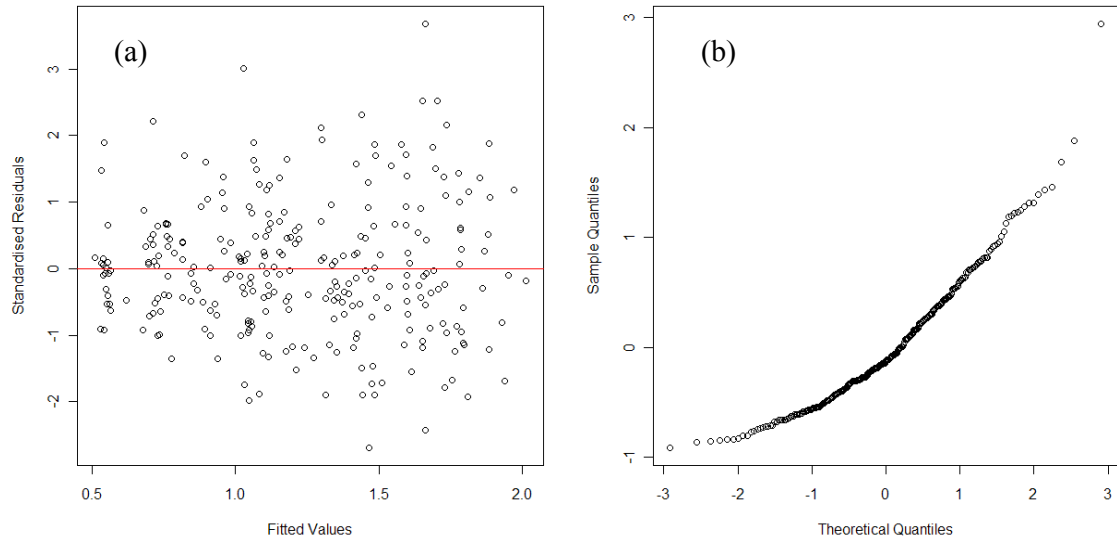 (a)
Standardised Residuals
3
2
1
0
-1
-2
0.5 1.0 1.5 2.0
Fitted Values
(b)
Sample Quantiles
3
2
1
0
-1
-3 -2 -1 0 1 2 3
Theoretical Quantiles